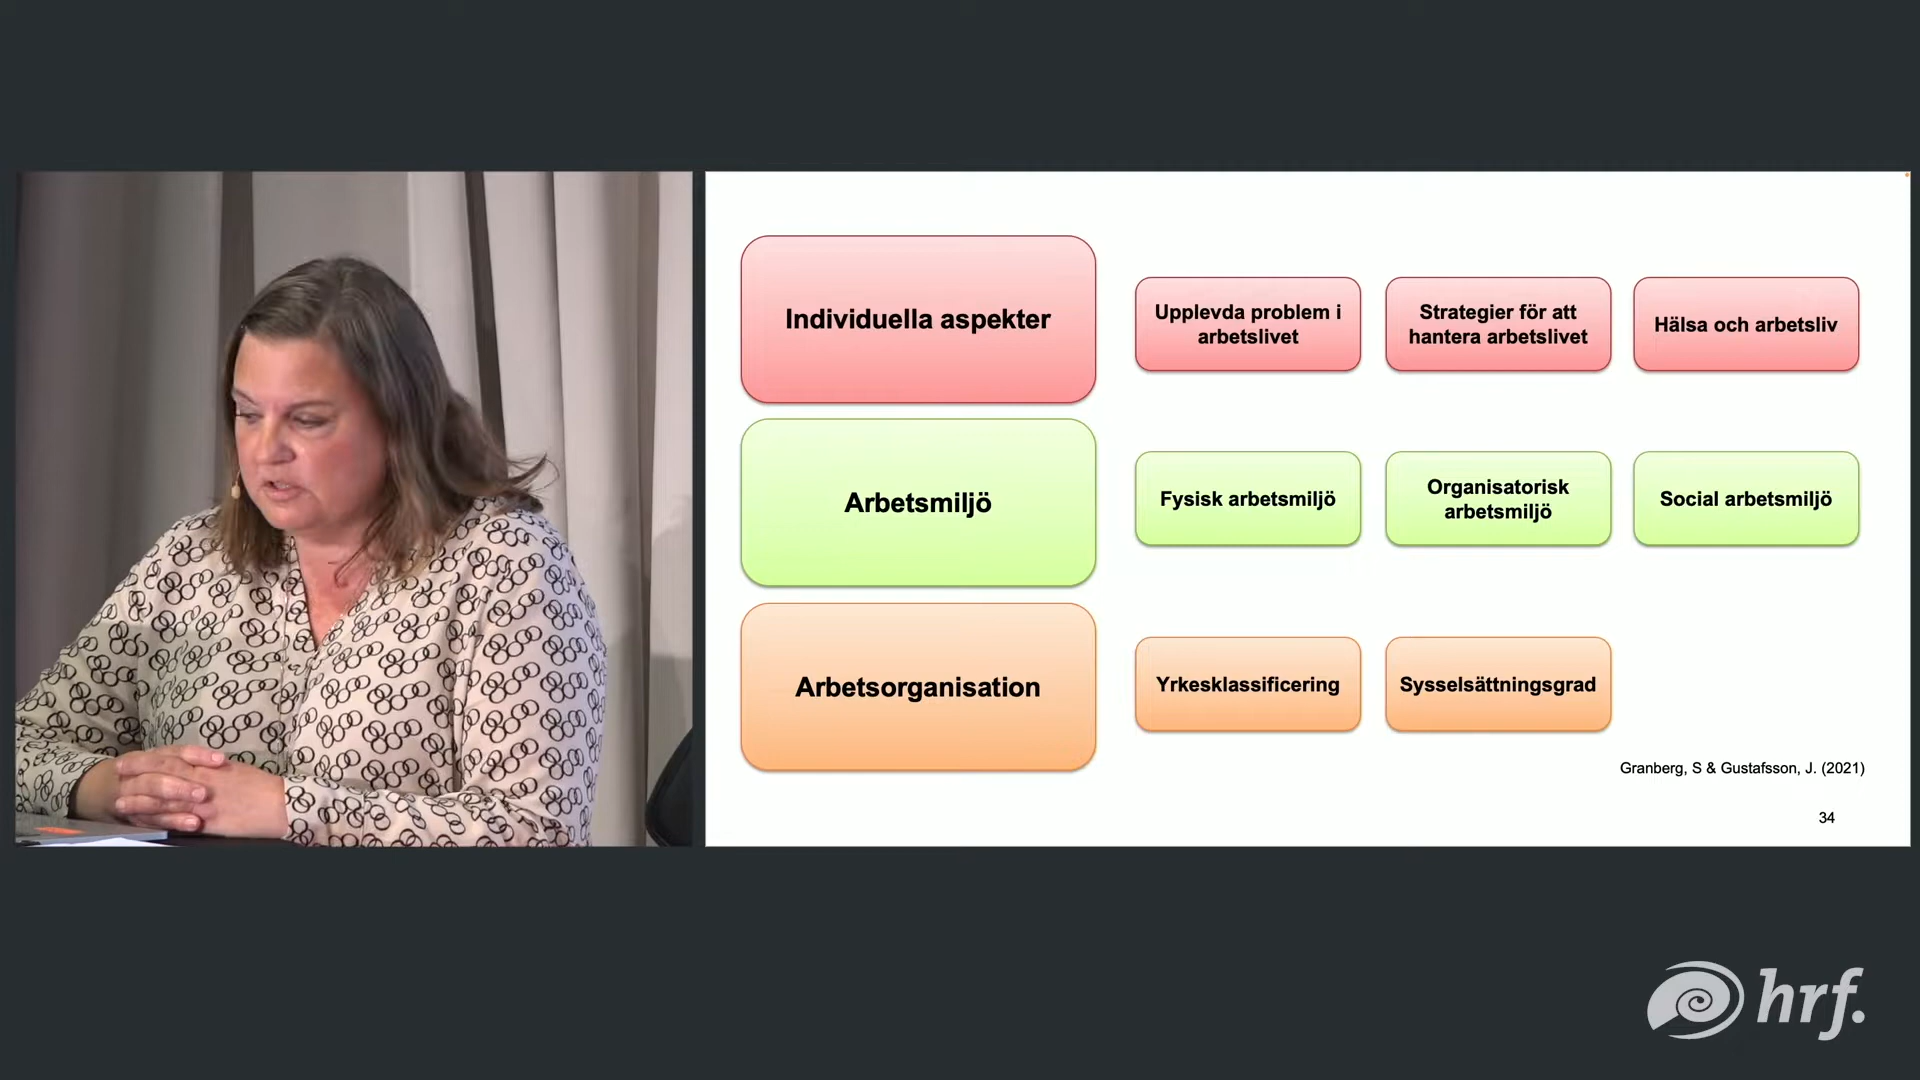 Individuella aspekter
Upplevda problem i
arbetslivet
Strategier för att
hantera arbetslivet
Hälsa och arbetsliv
Arbetsmiljö
Fysisk arbetsmiljö
Organisatorisk
arbetsmiljö
Social arbetsmiljö
Arbetsorganisation
Yrkesklassificering
Sysselsättningsgrad
Granberg, S & Gustafsson, J. (2021)
34
hrf.